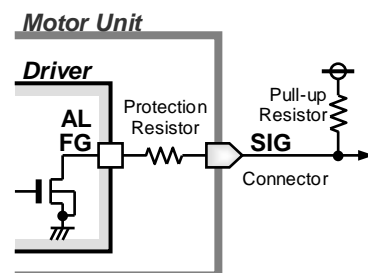 Motor Unit
Driver
AL
FG
Protection
Resistor
SIG
Connector
Pull-up
Resistor